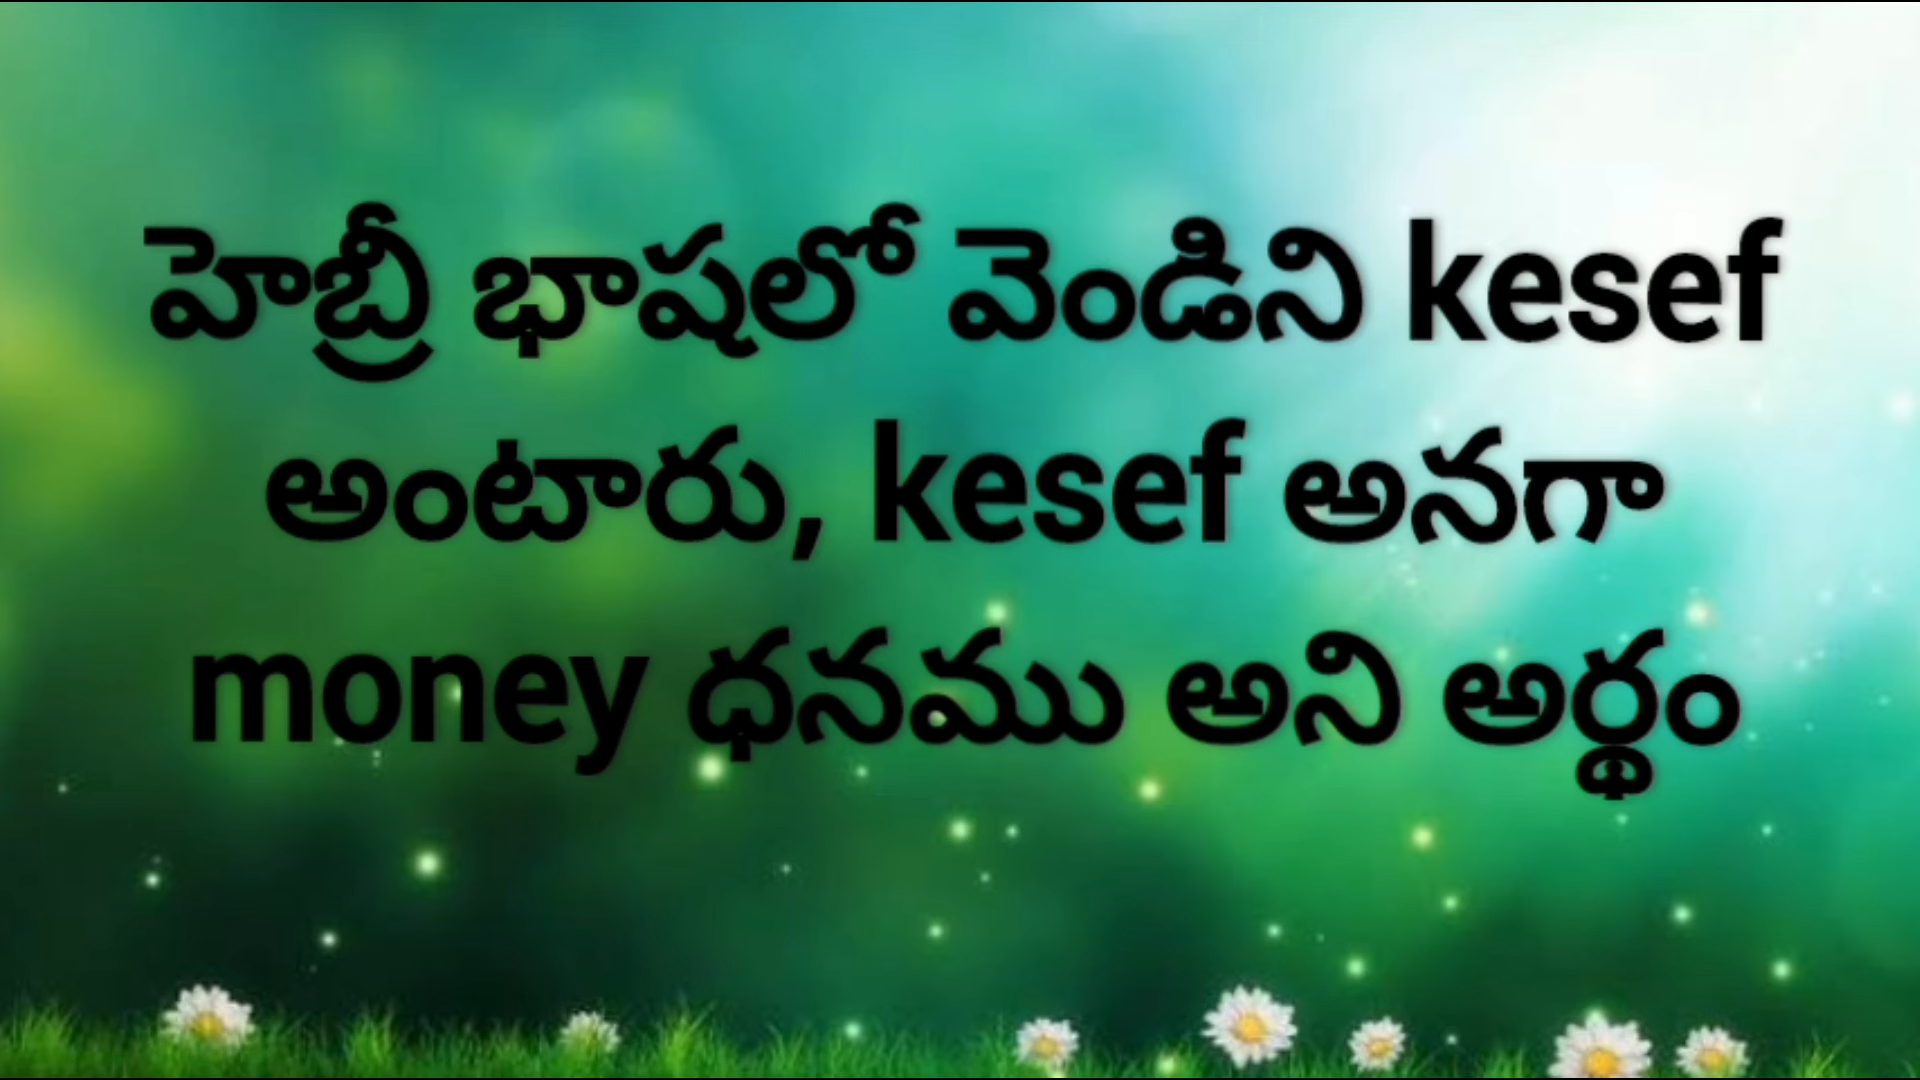 హెబ్రీ భాషలో వెండిని kesef
అంటారు, kesef అనగా
money ధనము అని అర్థం